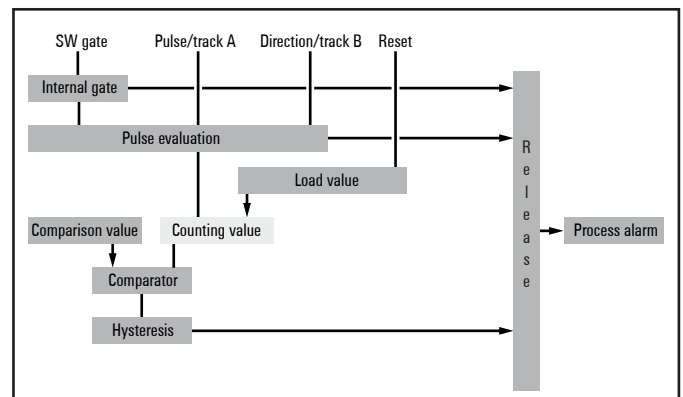 SW gate Pulse/track A Direction/track B Reset
Internal gate
Pulse evaluation
Load value
Comparison value Counting value
Comparator
Hysteresis
Release
Process alarm